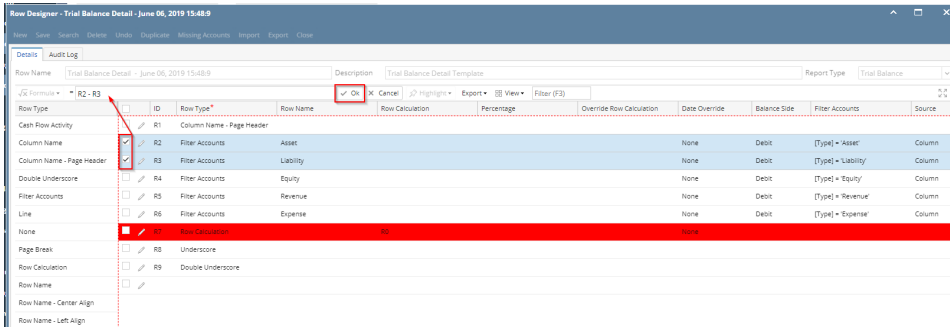 Row Designer - Trial Balance Detail - June 06, 2019 15:48:9
New Save Search Delete Undo Duplicate Missing Accounts Import Export Close
Details Audit Log
Row Name Trial Balance Detail - June 06, 2019 15:48:9 Description Trial Balance Detail Template Report Type Trial Balance
Formula R2 - R3 Ok Cancel Highlight Export View Filter (F3)
Row Type ID Row Type* Row Name Row Calculation Percentage Override Row Calculation Date Override Balance Side Filter Accounts Source
Cash Flow Activity R1 Column Name - Page Header
Column Name R2 Filter Accounts Asset None Debit [Type] = 'Asset' Column
Column Name - Page Header R3 Filter Accounts Liability None Debit [Type] = 'Liability' Column
Double Underscore R4 Filter Accounts Equity None Debit [Type] = 'Equity' Column
Filter Accounts R5 Filter Accounts Revenue None Debit [Type] = 'Revenue' Column
Line R6 Filter Accounts Expense None Debit [Type] = 'Expense' Column
None R7 Row Calculation R0 None
Page Break R8 Underscore
Row Calculation R9 Double Underscore
Row Name
Row Name - Center Align
Row Name - Left Align